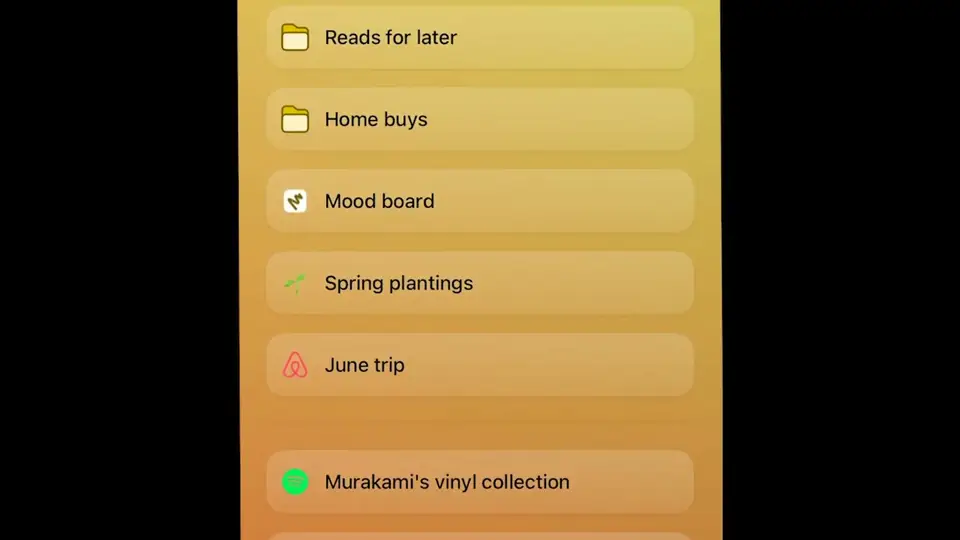 Reads for later
Home buys
Mood board
Spring plantings
June trip
Murakami's vinyl collection